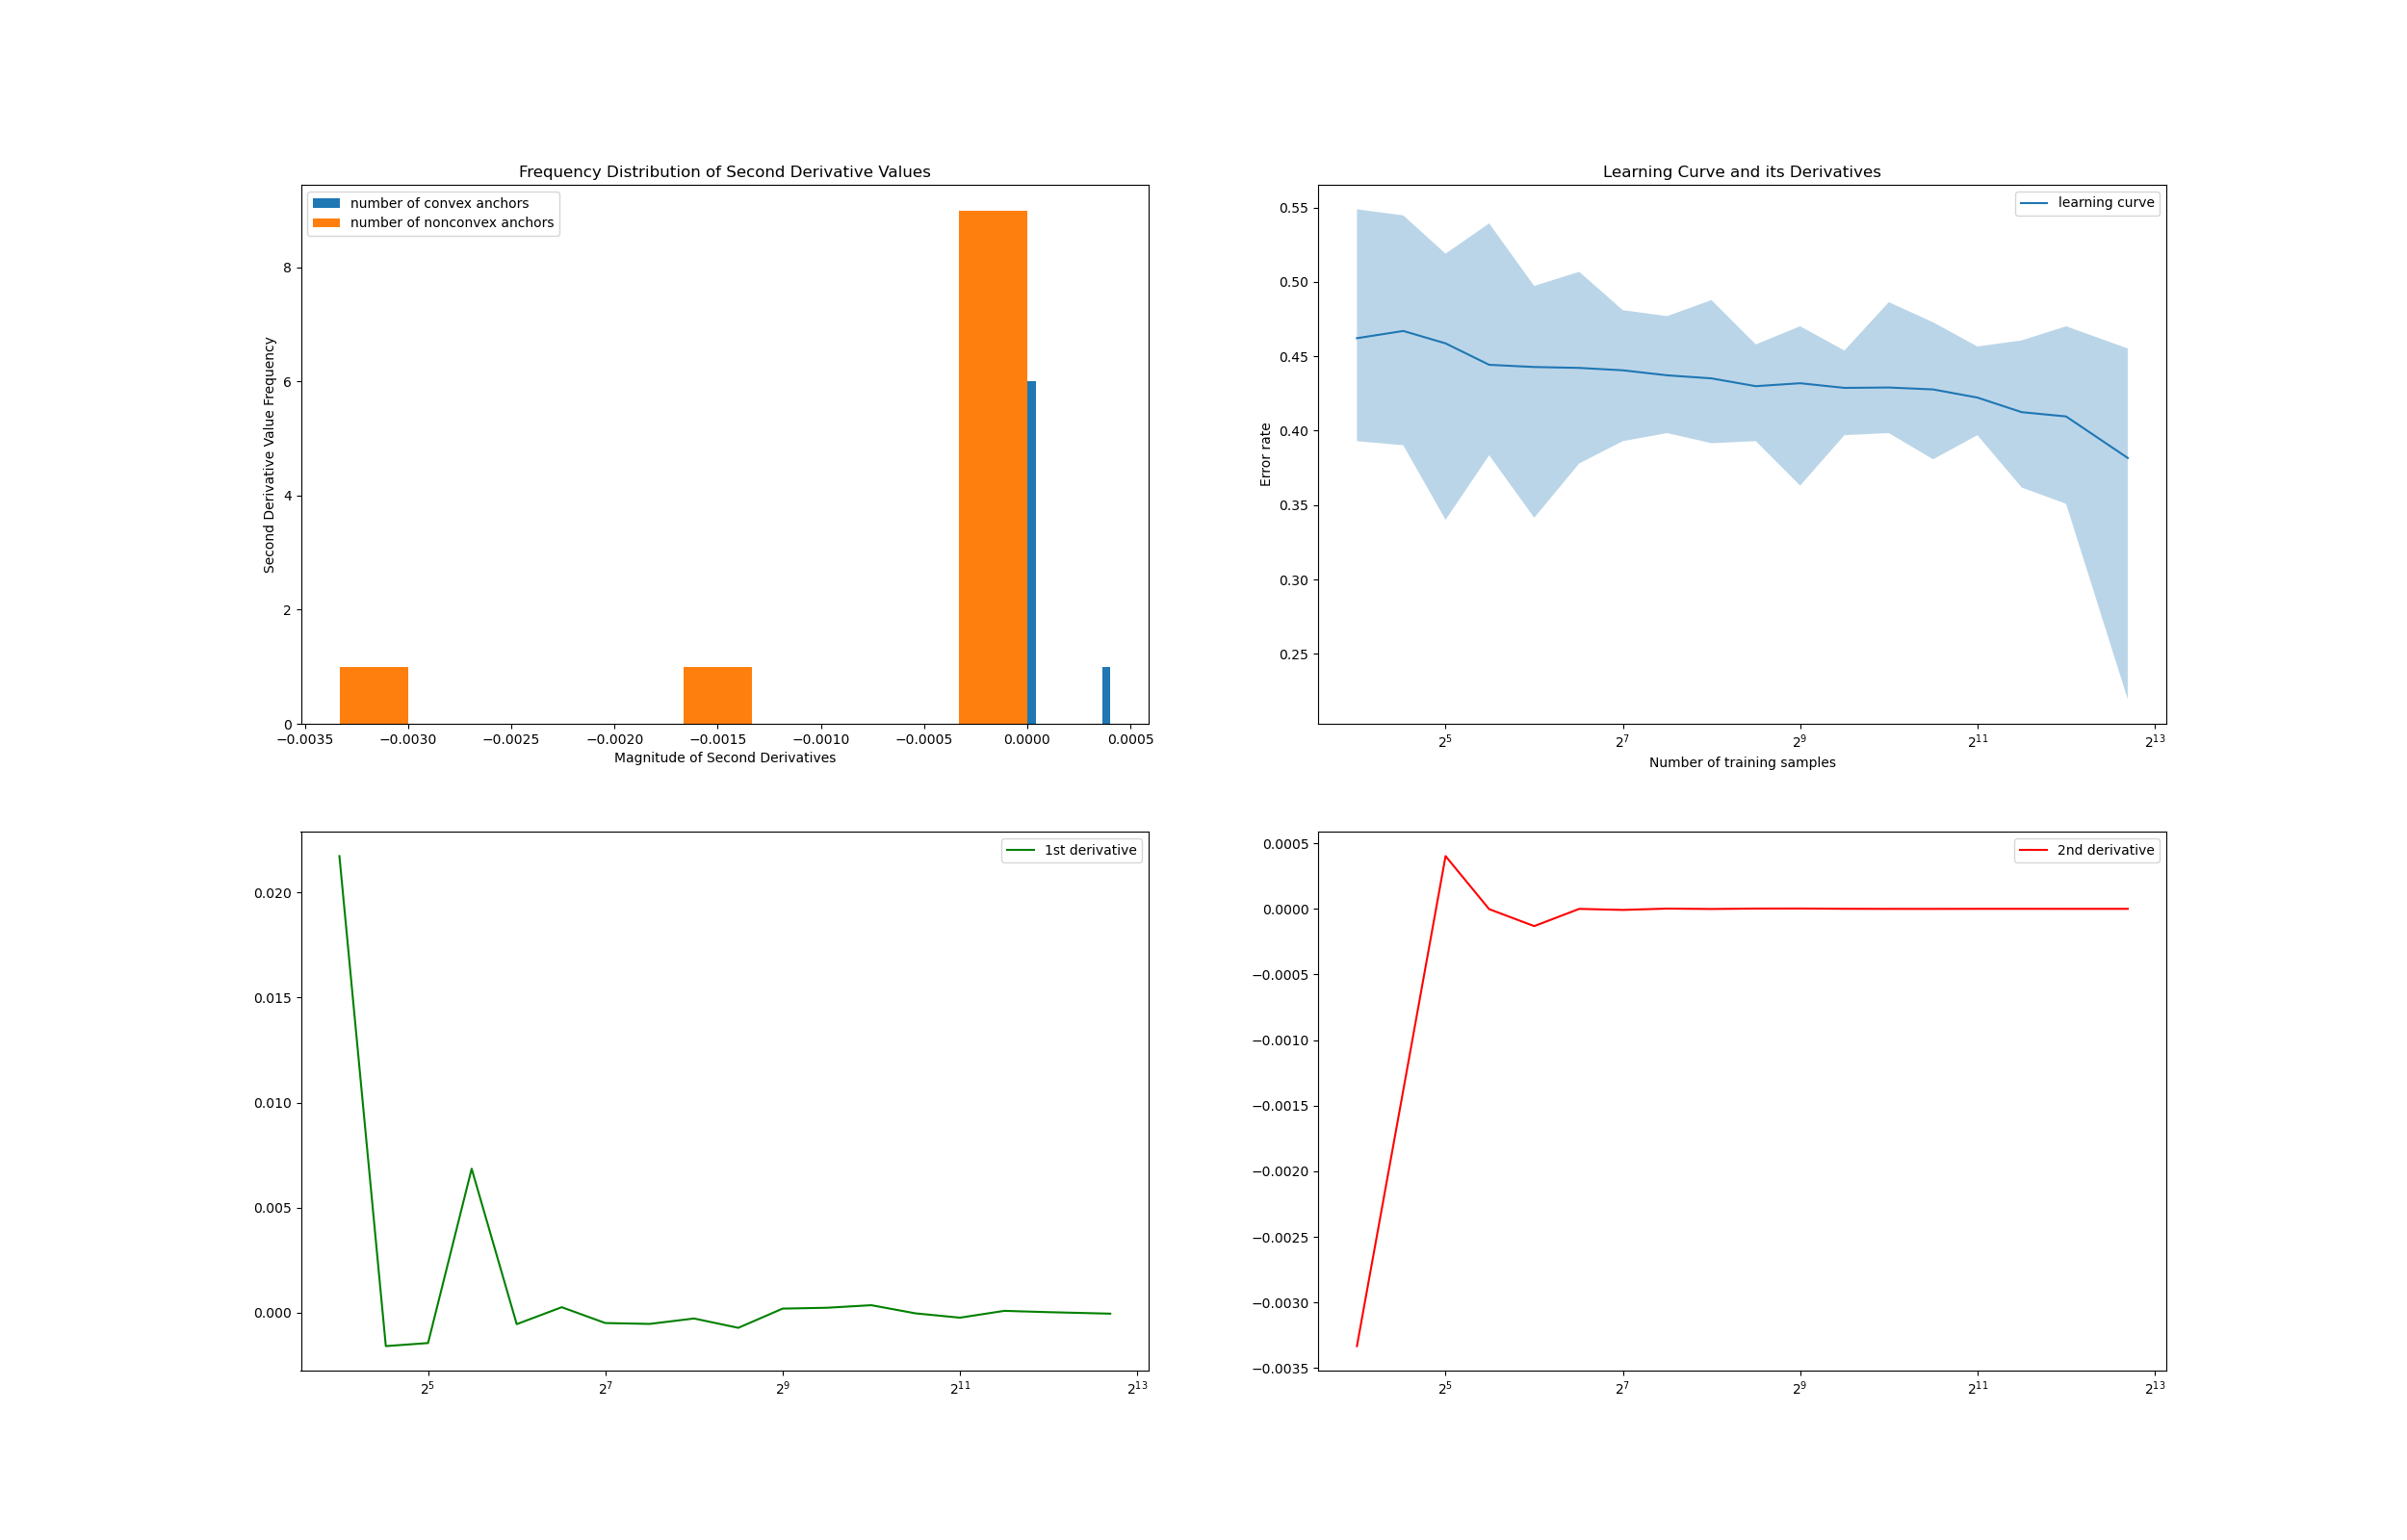 Frequency Distribution of Second Derivative Values
number of convex anchors
number of nonconvex anchors
8
6
4
2
0
Second Derivative Value Frequency
−0.0035 −0.0030 −0.0025 −0.0020 −0.0015 −0.0010 −0.0005 0.0000 0.0005
Magnitude of Second Derivatives
Learning Curve and its Derivatives
learning curve
0.55
0.50
0.45
0.40
0.35
0.30
0.25
Error rate
2^5 2^7 2^9 2^11 2^13
Number of training samples
1st derivative
0.020
0.015
0.010
0.005
0.000
2^5 2^7 2^9 2^11 2^13
2nd derivative
0.0005
0.0000
−0.0005
−0.0010
−0.0015
−0.0020
−0.0025
−0.0030
−0.0035
2^5 2^7 2^9 2^11 2^13